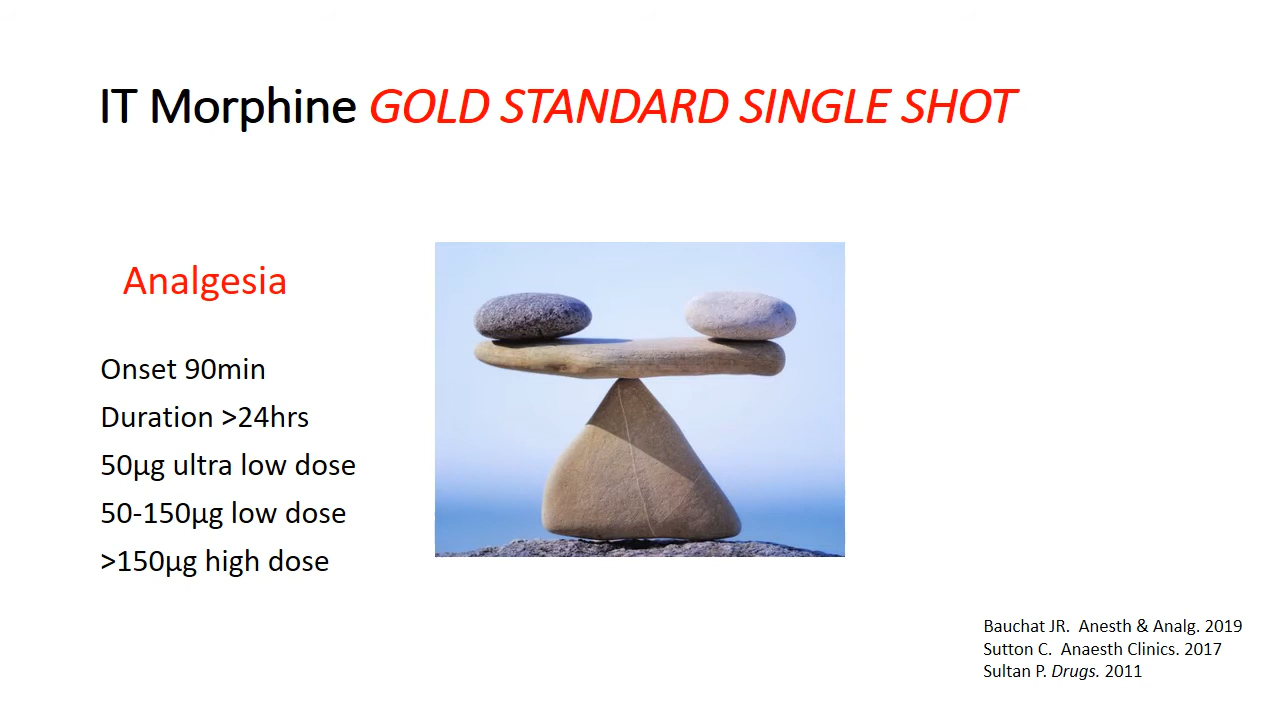 IT Morphine GOLD STANDARD SINGLE SHOT
Analgesia
Onset 90min
Duration >24hrs
50µg ultra low dose
50-150µg low dose
>150µg high dose
Bauchat JR. Anesth & Analg. 2019
Sutton C. Anaesth Clinics. 2017
Sultan P. Drugs. 2011